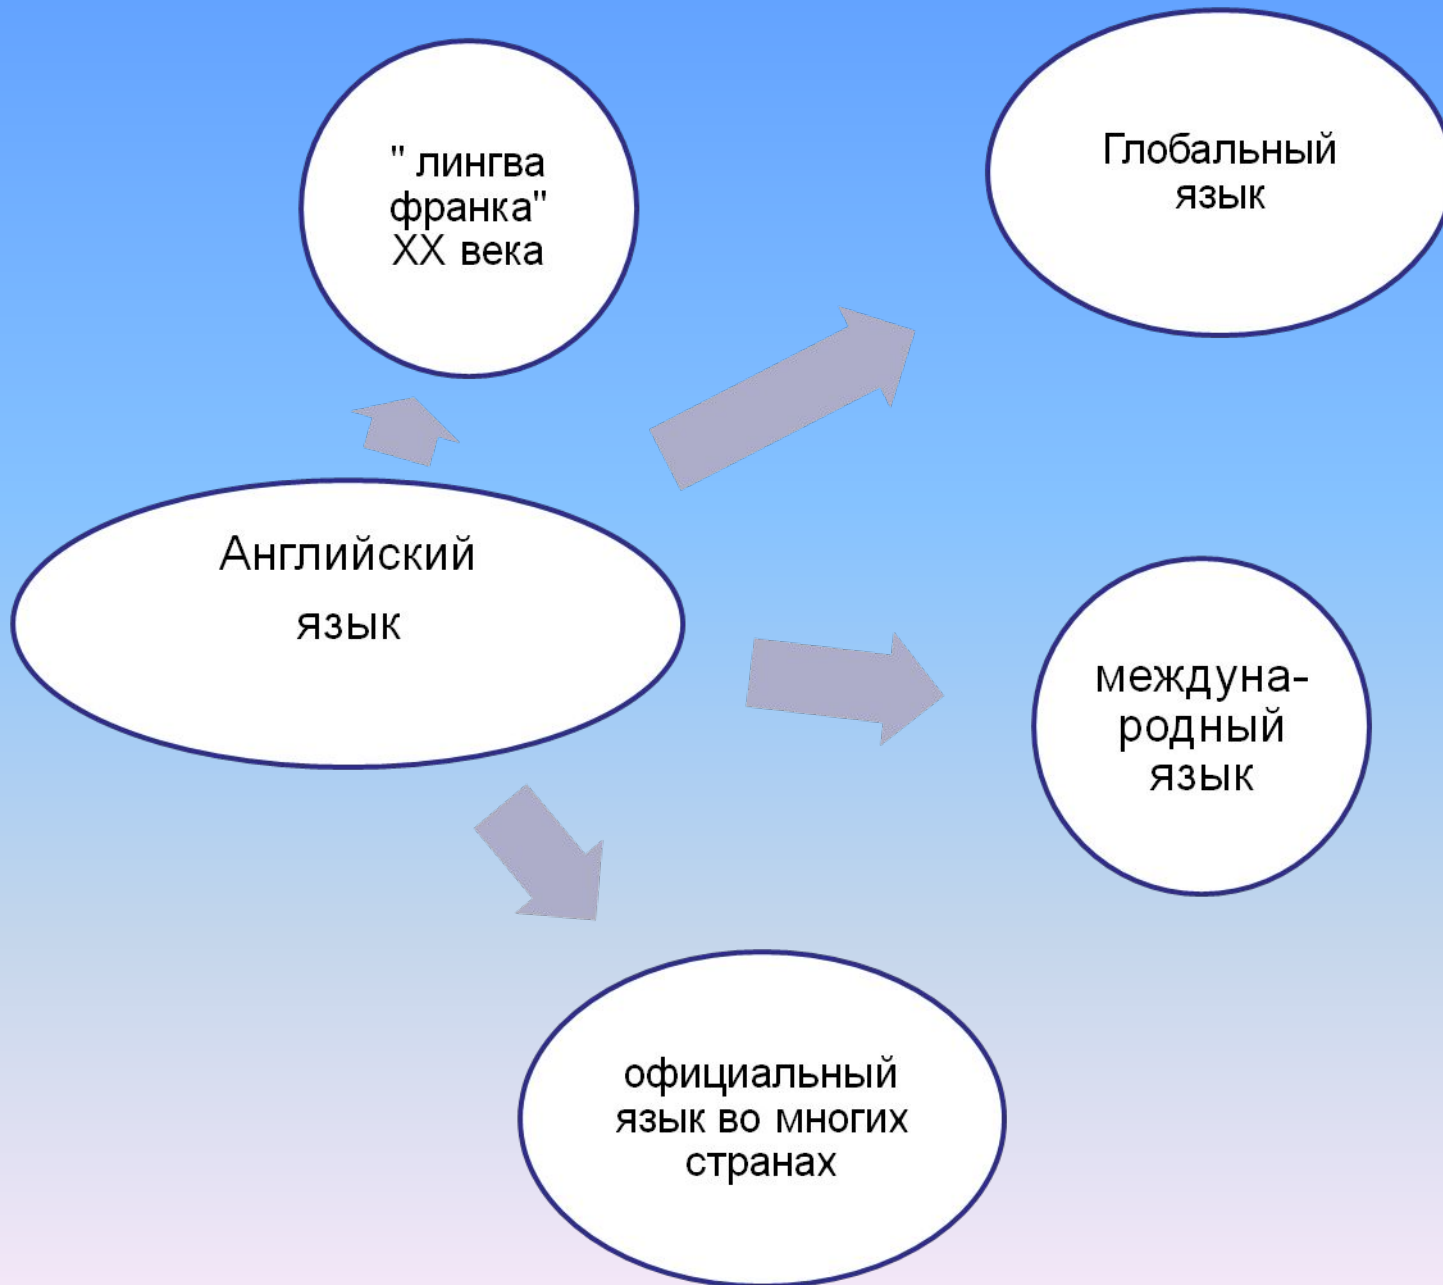 " лингва
франка"
XX века
Глобальный
язык
Английский
язык
междуна-
родный
язык
официальный
язык во многих
странах